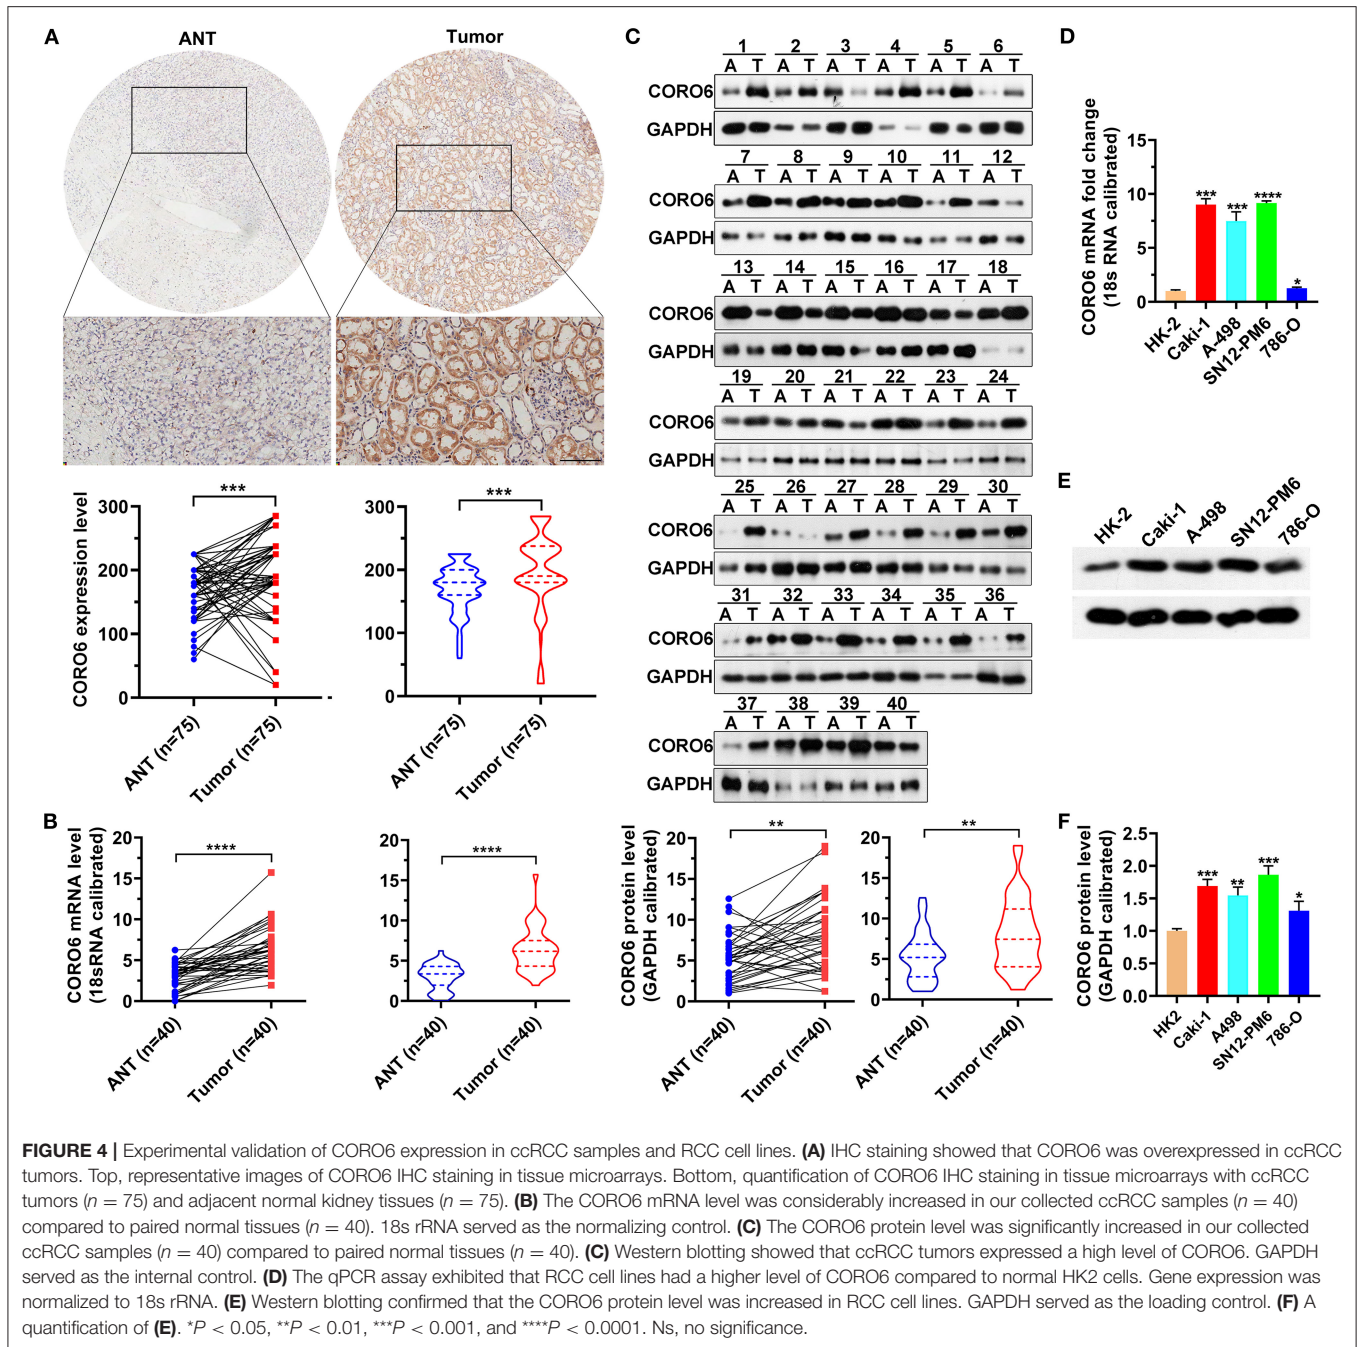 A
ANT
Tumor
***
CORO6 expression level
300
200
100
0
ANT (n=75)
Tumor (n=75)
***
300
200
100
0
ANT (n=75)
Tumor (n=75)
B
****
CORO6 mRNA level
(18sRNA calibrated)
20
15
10
5
0
ANT (n=40)
Tumor (n=40)
****
20
15
10
5
0
ANT (n=40)
Tumor (n=40)
C
1 2 3 4 5 6
A T A T A T A T A T A T
CORO6
GAPDH
7 8 9 10 11 12
A T A T A T A T A T A T
CORO6
GAPDH
13 14 15 16 17 18
A T A T A T A T A T A T
CORO6
GAPDH
19 20 21 22 23 24
A T A T A T A T A T A T
CORO6
GAPDH
25 26 27 28 29 30
A T A T A T A T A T A T
CORO6
GAPDH
31 32 33 34 35 36
A T A T A T A T A T A T
CORO6
GAPDH
37 38 39 40
A T A T A T A T
CORO6
GAPDH
**
CORO6 protein level
(GAPDH calibrated)
20
15
10
5
0
ANT (n=40)
Tumor (n=40)
**
20
15
10
5
0
ANT (n=40)
Tumor (n=40)
D
CORO6 mRNA fold change
(18s RNA calibrated)
15
10
5
0
*** *** **** *
HK-2
Caki-1
A-498
SN12-PM6
786-O
E
HK-2
Caki-1
A-498
SN12-PM6
786-O
F
CORO6 protein level
(GAPDH calibrated)
2.5
2.0
1.5
1.0
0.5
0.0
*** ** *** *
HK2
Caki-1
A498
SN12-PM6
786-O
FIGURE 4 | Experimental validation of CORO6 expression in ccRCC samples and RCC cell lines. (A) IHC staining showed that CORO6 was overexpressed in ccRCC
tumors. Top, representative images of CORO6 IHC staining in tissue microarrays. Bottom, quantification of CORO6 IHC staining in tissue microarrays with ccRCC
tumors (n = 75) and adjacent normal kidney tissues (n = 75). (B) The CORO6 mRNA level was considerably increased in our collected ccRCC samples (n = 40)
compared to paired normal tissues (n = 40). 18s rRNA served as the normalizing control. (C) The CORO6 protein level was significantly increased in our collected
ccRCC samples (n = 40) compared to paired normal tissues (n = 40). (C) Western blotting showed that ccRCC tumors expressed a high level of CORO6. GAPDH
served as the internal control. (D) The qPCR assay exhibited that RCC cell lines had a higher level of CORO6 compared to normal HK2 cells. Gene expression was
normalized to 18s rRNA. (E) Western blotting confirmed that the CORO6 protein level was increased in RCC cell lines. GAPDH served as the loading control. (F) A
quantification of (E). *P < 0.05, **P < 0.01, ***P < 0.001, and ****P < 0.0001. Ns, no significance.